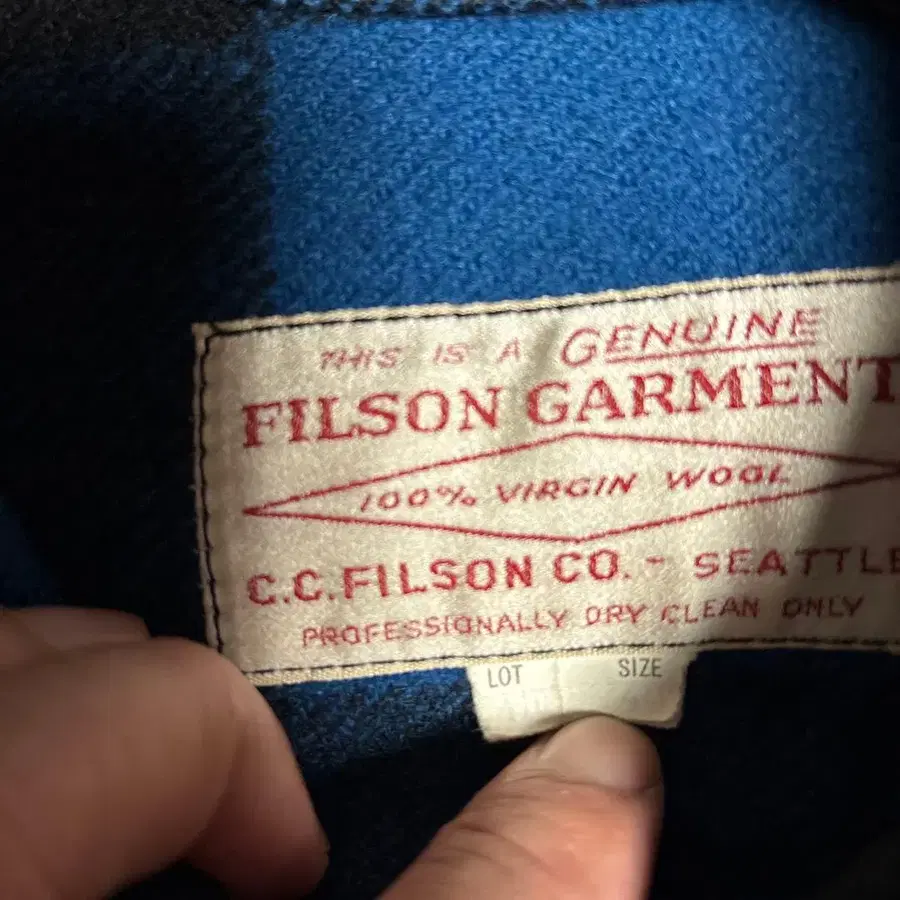 THIS IS A GENUINE
FILSON GARMENT
100% VIRGIN WOOL
C.C.FILSON CO. - SEATTLE
PROFESSIONALLY DRY CLEAN ONLY
LOT SIZE